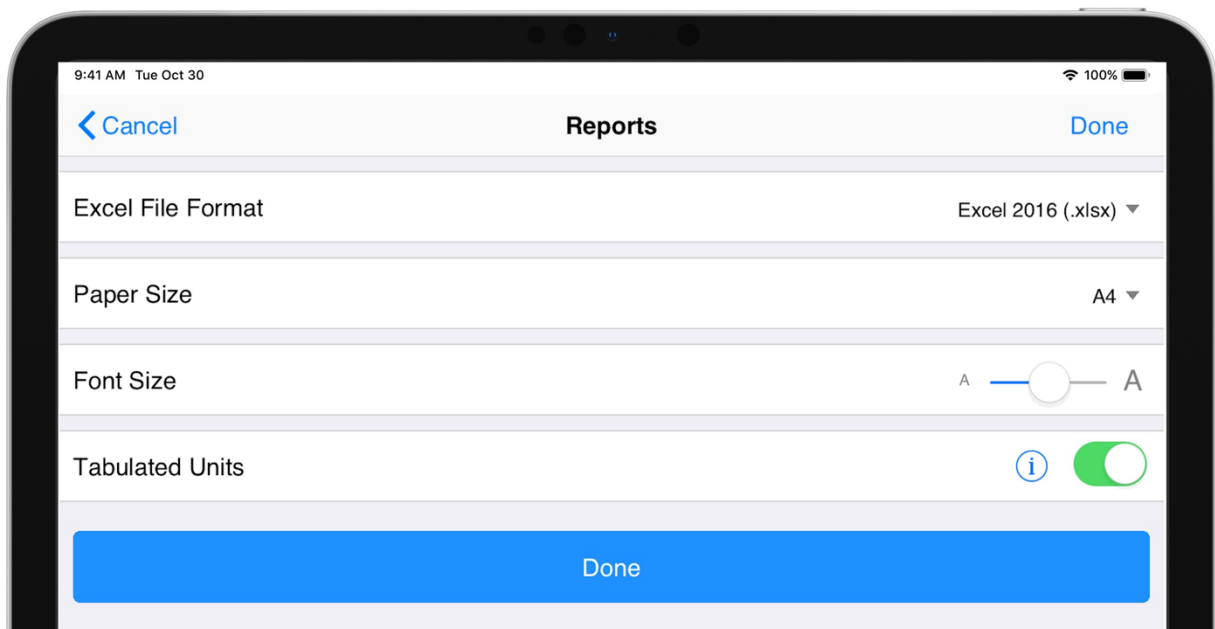 9:41 AM Tue Oct 30 100%
Cancel Reports Done
Excel File Format Excel 2016 (.xlsx)
Paper Size A4
Font Size A A
Tabulated Units i
Done